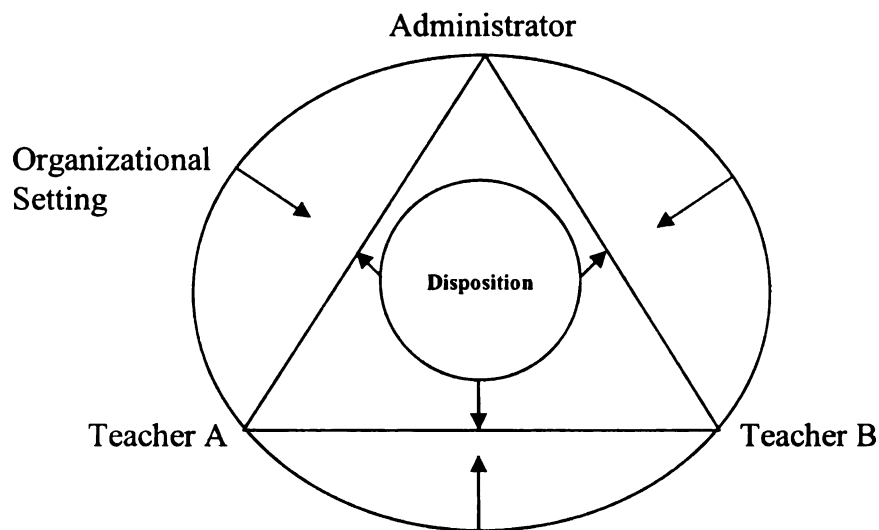 Administrator
Organizational
Setting
Disposition
Teacher A
Teacher B